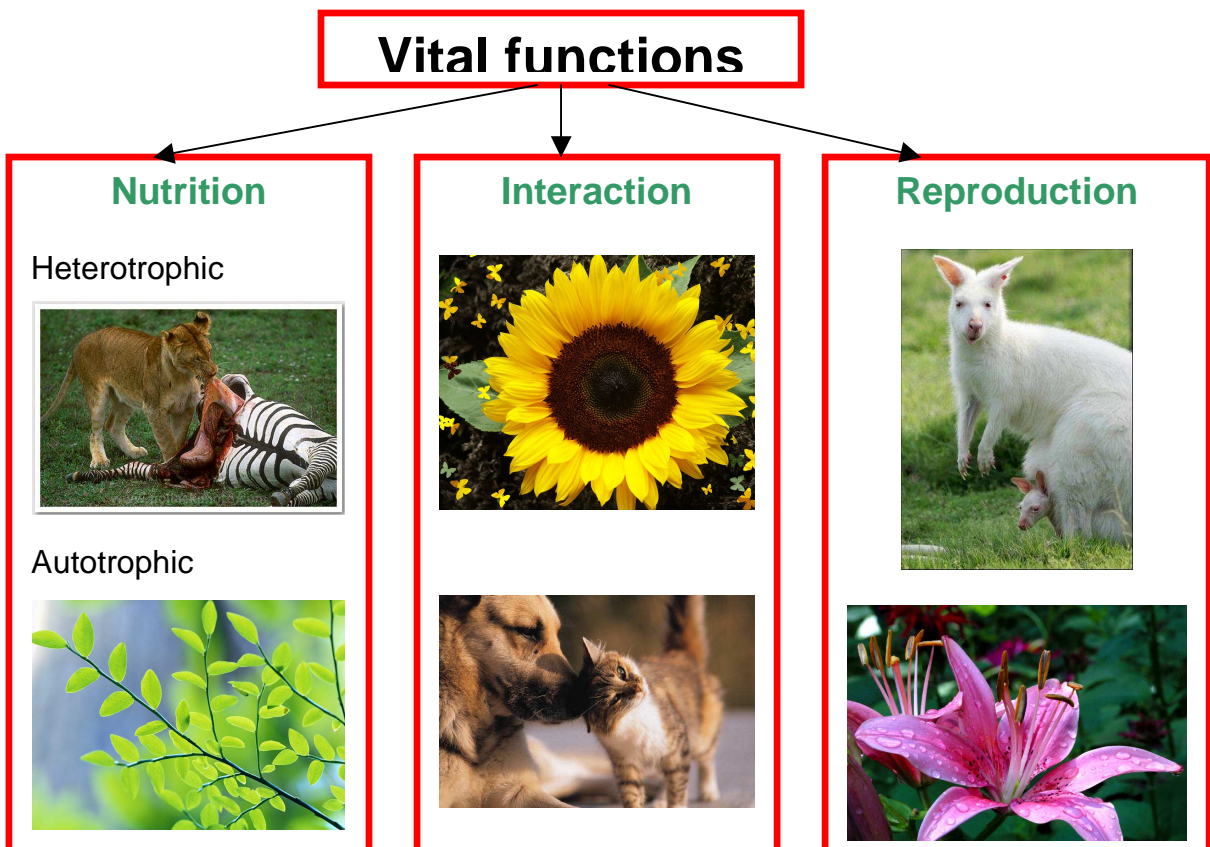 Vital functions
Nutrition
Interaction
Reproduction
Heterotrophic
Autotrophic